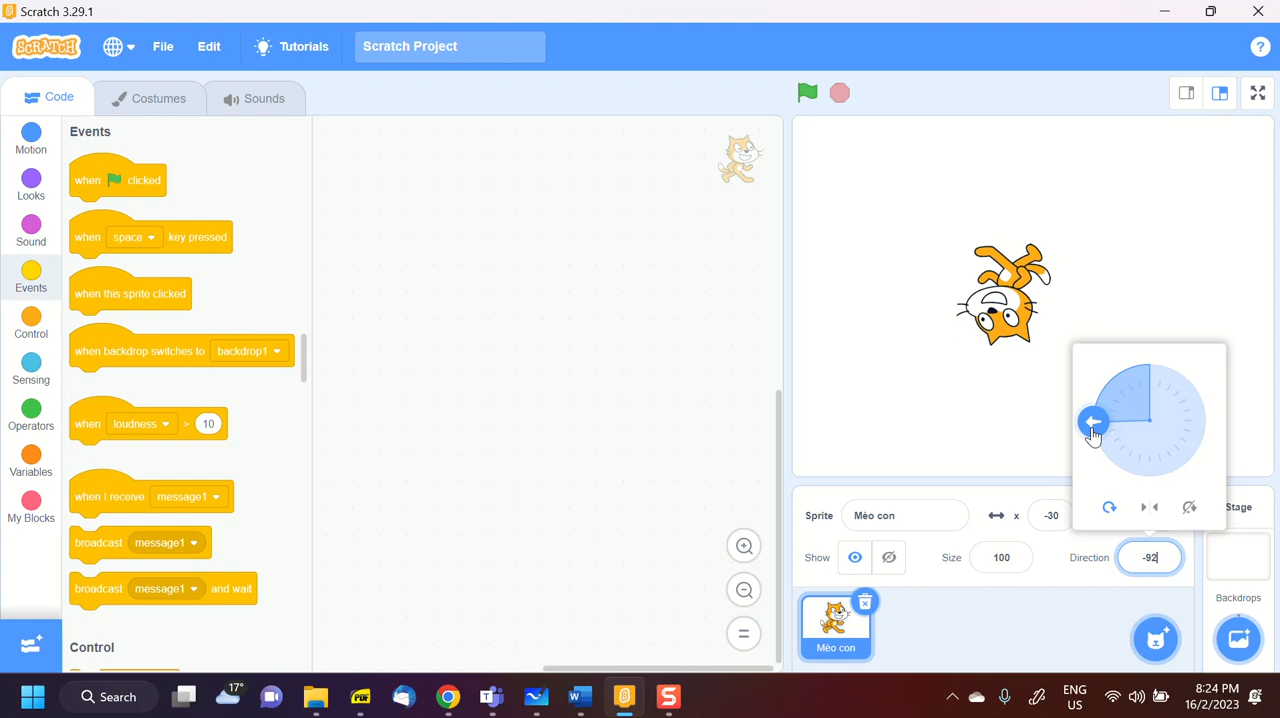 Scratch 3.29.1
SCRATCH File Edit Tutorials Scratch Project ?
Code Costumes Sounds
Motion
Looks
Sound
Events
Control
Sensing
Operators
Variables
My Blocks
Events
when clicked
when space key pressed
when this sprite clicked
when backdrop switches to backdrop1
when loudness > 10
when I receive message1
broadcast message1
broadcast message1 and wait
Control
Sprite Mèo con x -30
Show Size 100 Direction -92
Mèo con
Stage
Backdrops
Search
17°
PDF
ENG
US
8:24 PM
16/2/2023